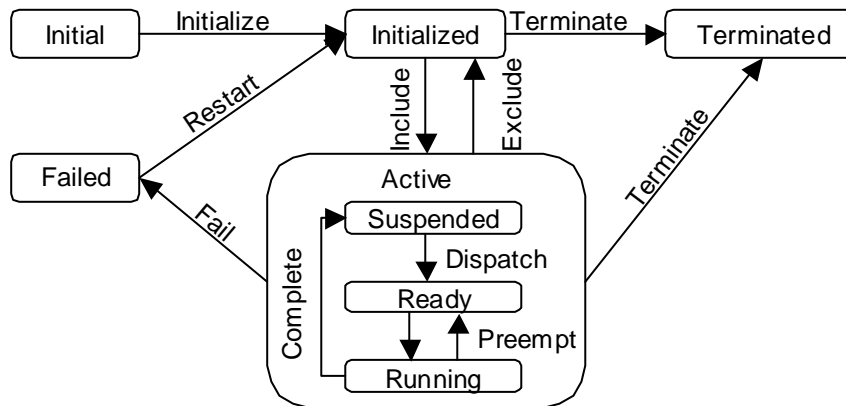 Initial
Initialize
Initialized
Terminate
Terminated
Restart
Include
Exclude
Failed
Fail
Active
Terminate
Suspended
Dispatch
Complete
Ready
Preempt
Running